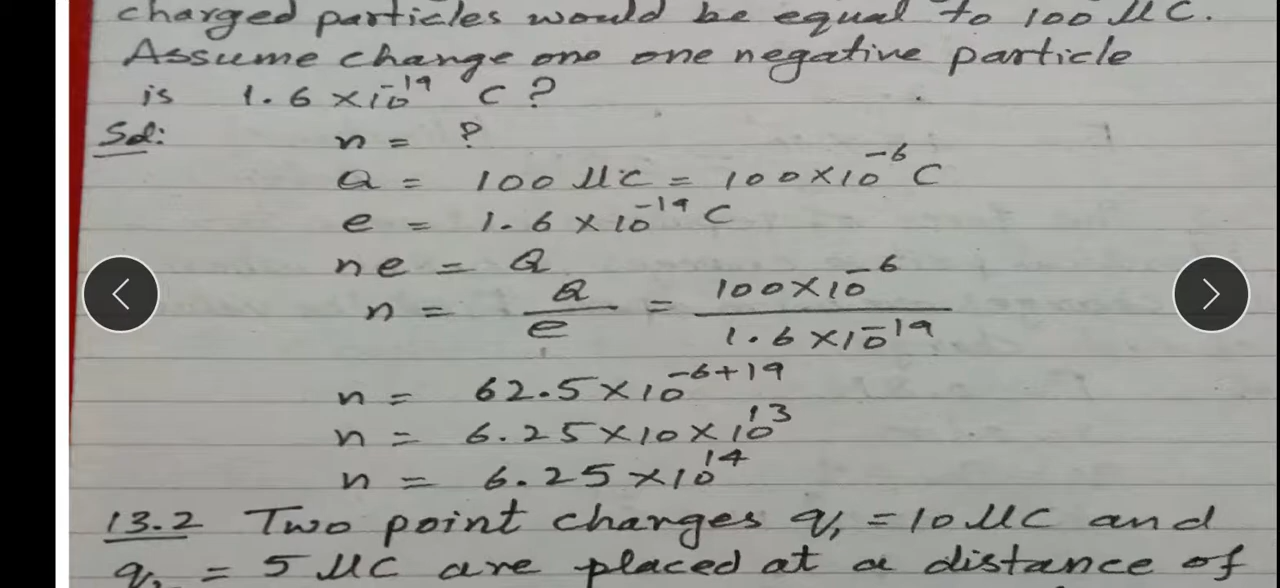 charged particles would be equal to 100 μC.
Assume change one one negative particle
is 1.6 × 10⁻¹⁹ C ?
Sol:
n = ?
Q = 100 μC = 100×10⁻⁶ C
e = 1.6 × 10⁻¹⁹ C
ne = Q
n = Q/e = 100×10⁻⁶/1.6×10⁻¹⁹
n = 62.5×10⁻⁶⁺¹⁹
n = 6.25×10×10¹³
n = 6.25×10¹⁴
13.2 Two point charges q₁ = 10 μC and
q₂ = 5 μC are placed at a distance of